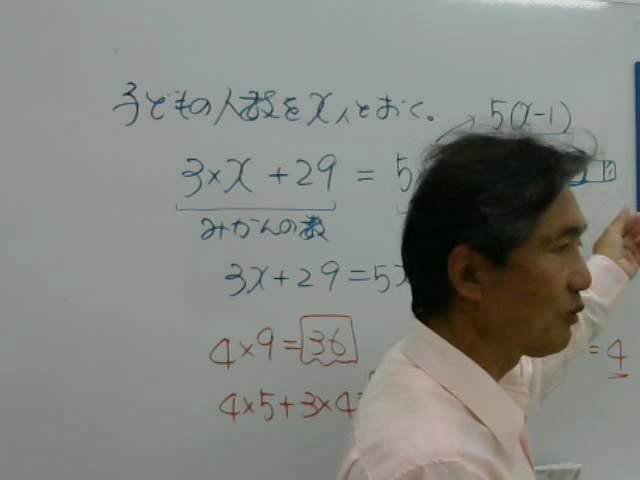 子どもの人数をx人とおく。
5(x-1)
3×x+29=5
みかんの数
3x+29=5x
4×9=36
=4
4×5+3×4=